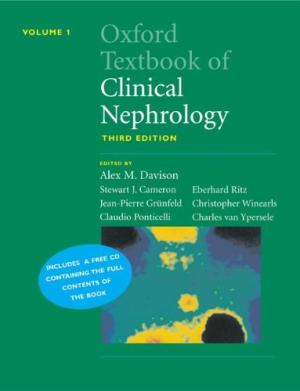 VOLUME 1
Oxford
Textbook of
Clinical
Nephrology
THIRD EDITION
EDITED BY
Alex M. Davison
Stewart J. Cameron
Eberhard Ritz
Jean-Pierre Grünfeld
Christopher Winearls
Claudio Ponticelli
Charles van Ypersele
INCLUDES A FREE CD
CONTAINING THE FULL
CONTENTS OF
THE BOOK